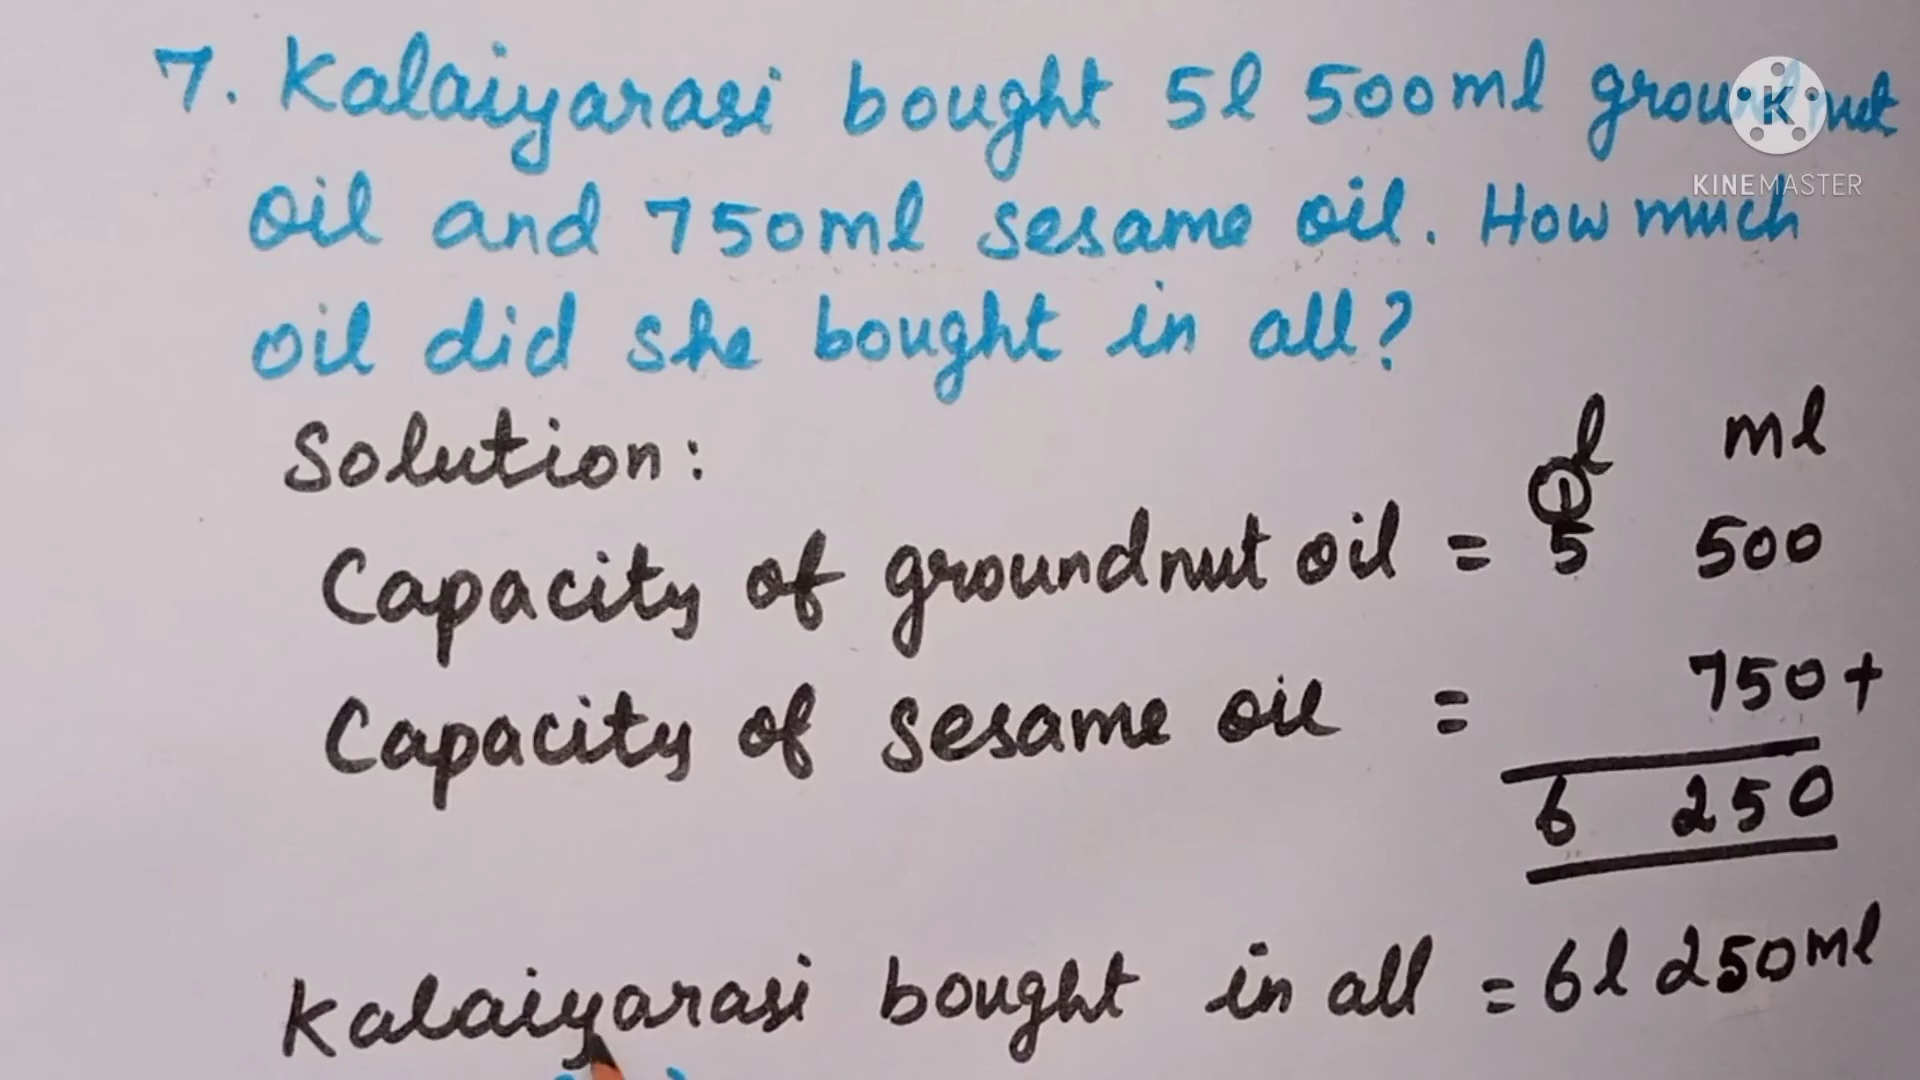 7. Kalaiyarasi bought 5l 500ml groundnut
K
KINEMASTER
oil and 750ml sesame oil. How much
oil did she bought in all?
Solution:
l ml
1
Capacity of groundnut oil = 5 500
Capacity of sesame oil = 750+
6 250
Kalaiyarasi bought in all = 6l 250ml